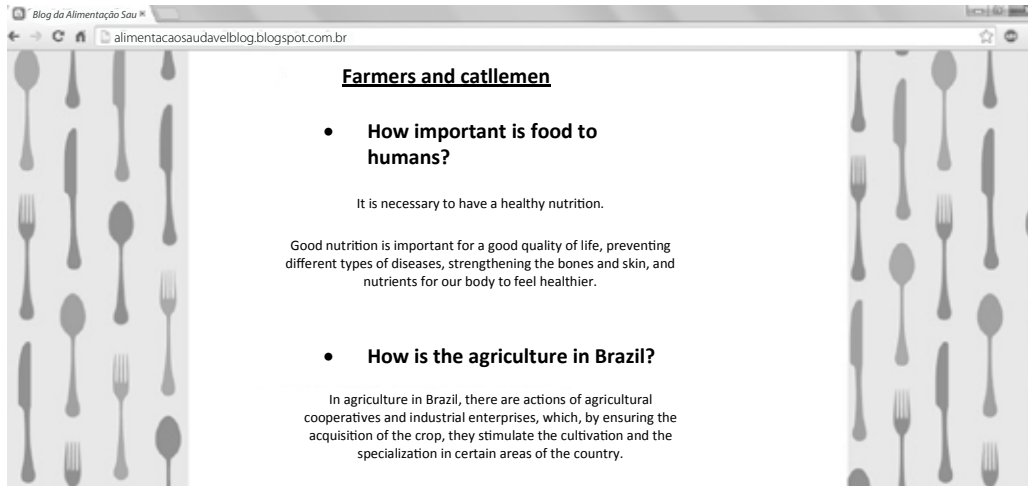 Blog da Alimentação Sau
alimentacaosaudavelblog.blogspot.com.br
Farmers and catllemen
• How important is food to
humans?
It is necessary to have a healthy nutrition.
Good nutrition is important for a good quality of life, preventing
different types of diseases, strengthening the bones and skin, and
nutrients for our body to feel healthier.
• How is the agriculture in Brazil?
In agriculture in Brazil, there are actions of agricultural
cooperatives and industrial enterprises, which, by ensuring the
acquisition of the crop, they stimulate the cultivation and the
specialization in certain areas of the country.